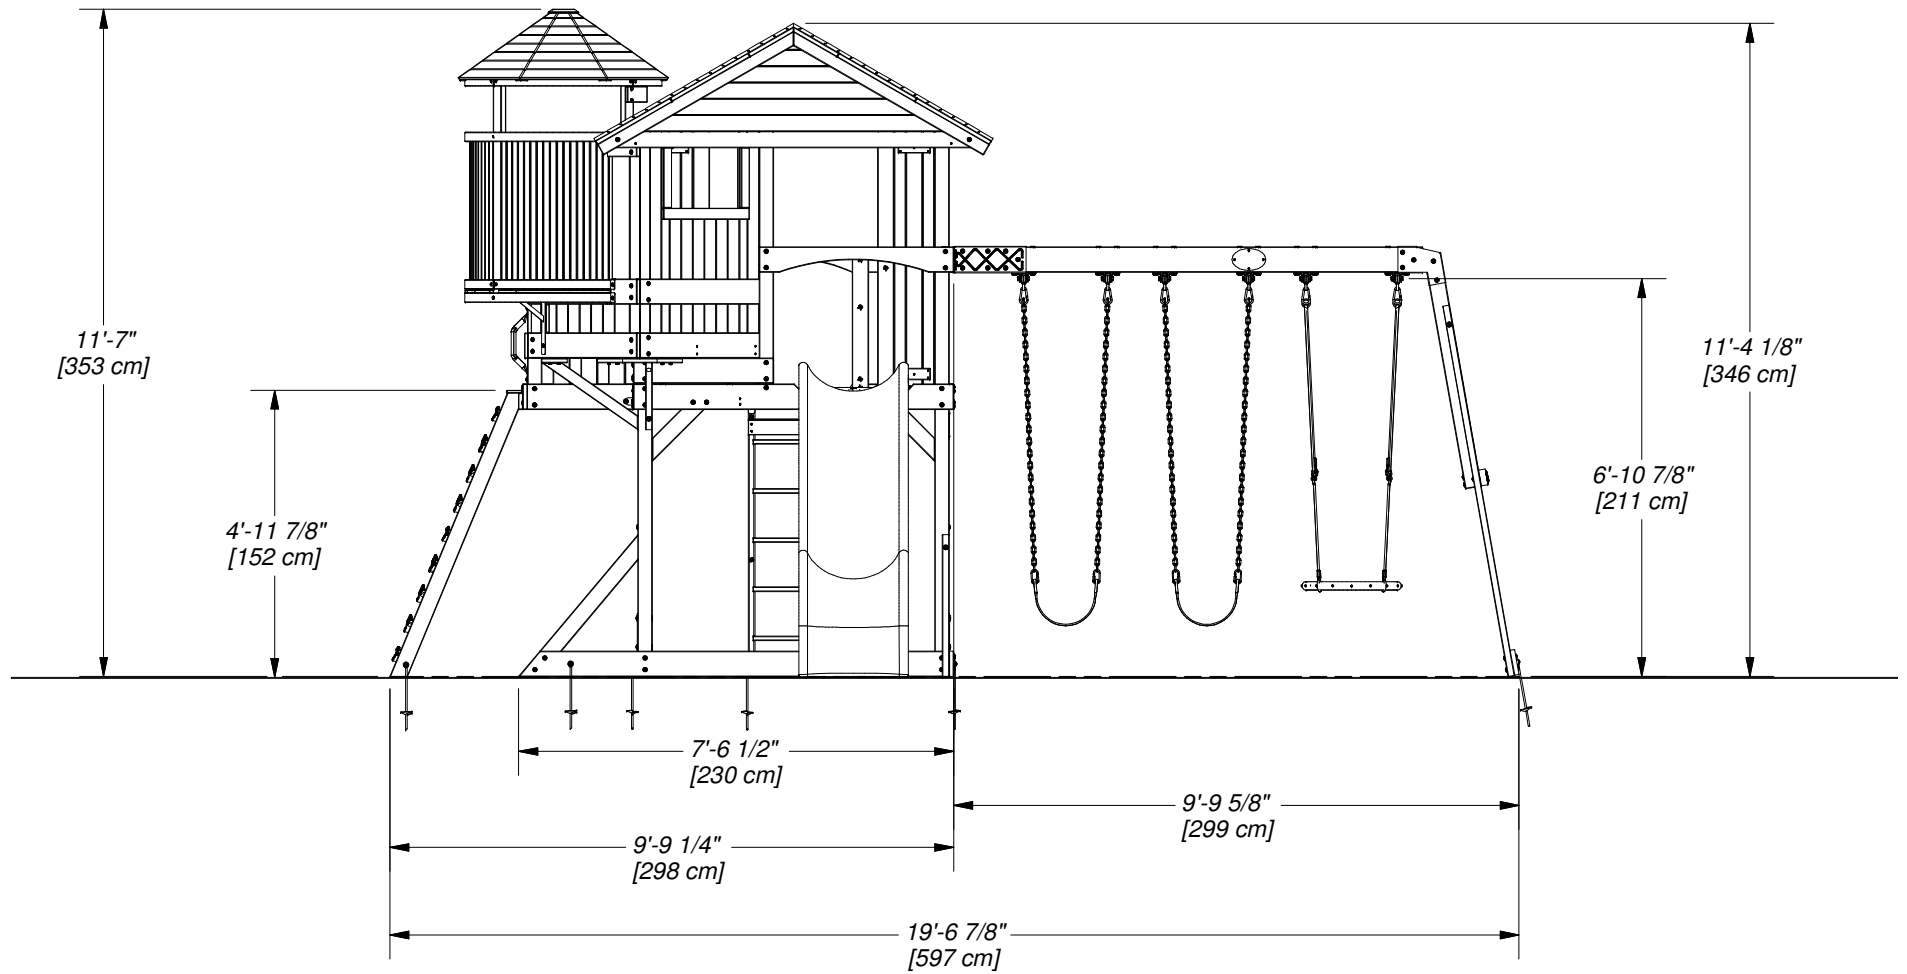 11'-7"
[353 cm]
11'-4 1/8"
[346 cm]
6'-10 7/8"
[211 cm]
4'-11 7/8"
[152 cm]
7'-6 1/2"
[230 cm]
9'-9 5/8"
[299 cm]
9'-9 1/4"
[298 cm]
19'-6 7/8"
[597 cm]